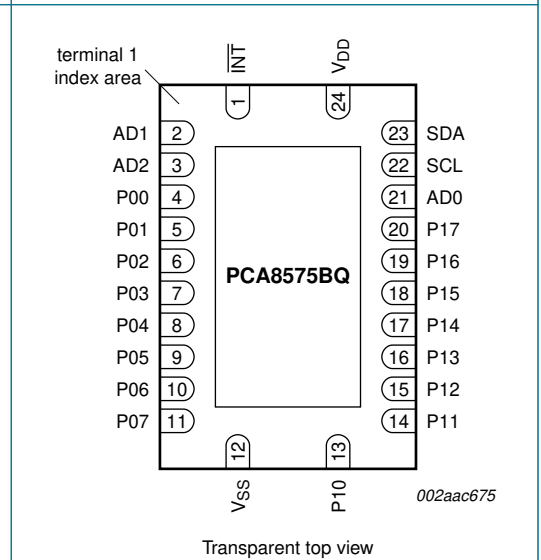 terminal 1
index area
INT
VDD
1
24
AD1 2
23 SDA
AD2 3
22 SCL
P00 4
21 AD0
P01 5
20 P17
P02 6
19 P16
P03 7
18 P15
P04 8
17 P14
P05 9
16 P13
P06 10
15 P12
P07 11
14 P11
PCA8575BQ
12
13
VSS
P10
002aac675
Transparent top view